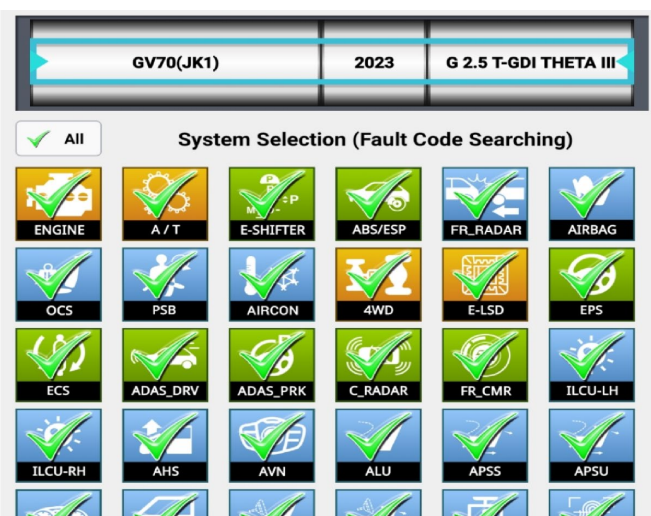 GV70(JK1) 2023 G 2.5 T-GDI THETA III
All System Selection (Fault Code Searching)
ENGINE A / T E-SHIFTER ABS/ESP FR_RADAR AIRBAG
OCS PSB AIRCON 4WD E-LSD EPS
ECS ADAS_DRV ADAS_PRK C_RADAR FR_CMR ILCU-LH
ILCU-RH AHS AVN ALU APSS APSU